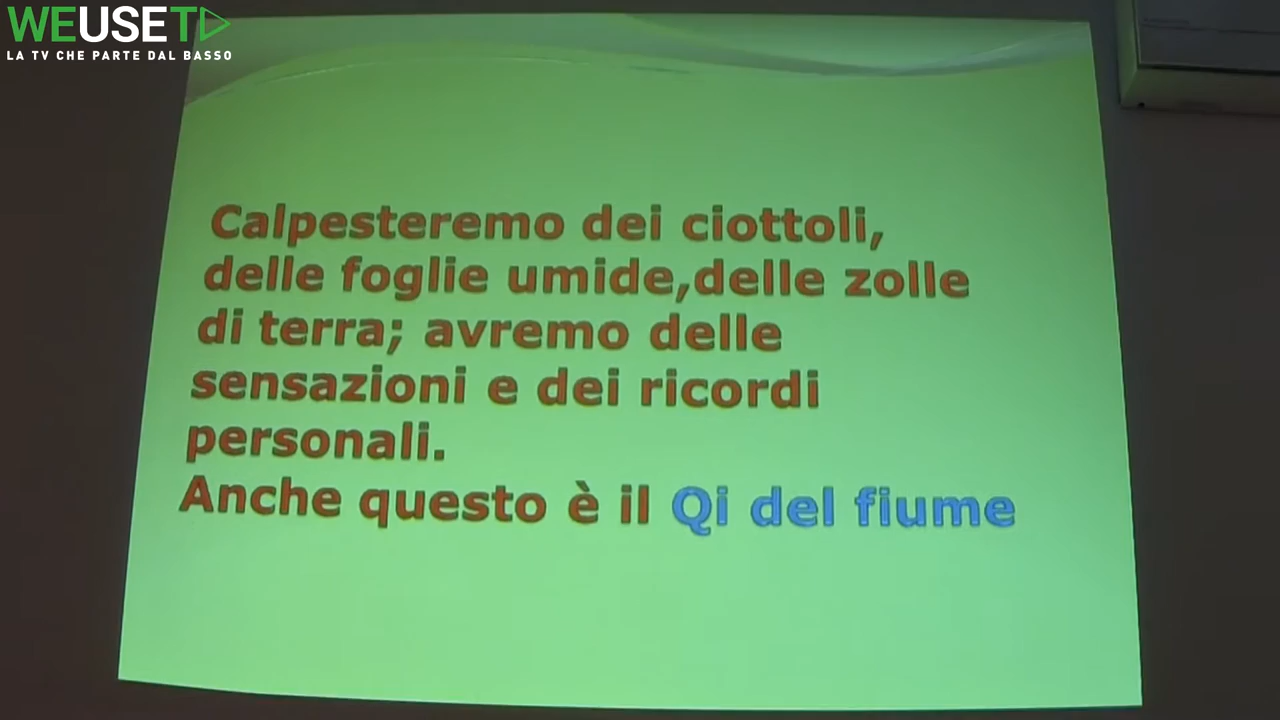 WEUSETV
LA TV CHE PARTE DAL BASSO
Calpesteremo dei ciottoli,
delle foglie umide,delle zolle
di terra; avremo delle
sensazioni e dei ricordi
personali.
Anche questo è il Qi del fiume